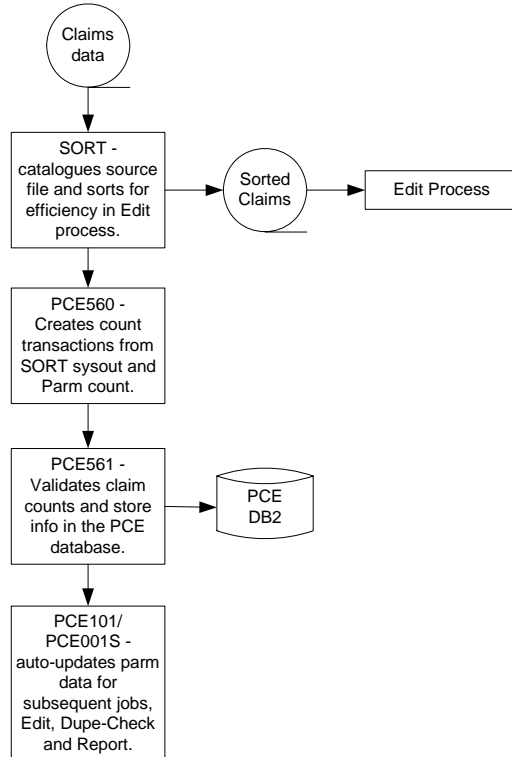 Claims
data
SORT -
catalogues source
file and sorts for
efficiency in Edit
process.
Sorted
Claims
Edit Process
PCE560 -
Creates count
transactions from
SORT sysout and
Parm count.
PCE561 -
Validates claim
counts and store
info in the PCE
database.
PCE
DB2
PCE101/
PCE001S -
auto-updates parm
data for
subsequent jobs,
Edit, Dupe-Check
and Report.